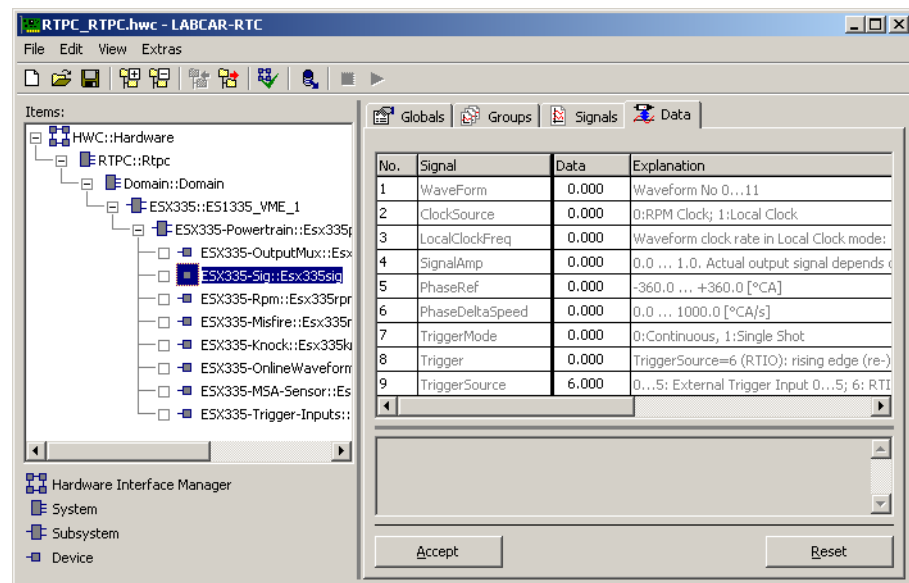 RTPC_RTPC.hwc - LABCAR-RTC
File Edit View Extras
Items:
HWC::Hardware
RTPC::Rtpc
Domain::Domain
ESX335::ES1335_VME_1
ESX335-Powertrain::Esx335p
ESX335-OutputMux::Esx
ESX335-Sig::Esx335sig
ESX335-Rpm::Esx335rpr
ESX335-Misfire::Esx335r
ESX335-Knock::Esx335k
ESX335-OnlineWaveform
ESX335-MSA-Sensor::Es
ESX335-Trigger-Inputs::
Hardware Interface Manager
System
Subsystem
Device
Globals Groups Signals Data
No. Signal Data Explanation
1 WaveForm 0.000 Waveform No 0...11
2 ClockSource 0.000 0:RPM Clock; 1:Local Clock
3 LocalClockFreq 0.000 Waveform clock rate in Local Clock mode:
4 SignalAmp 0.000 0.0 ... 1.0. Actual output signal depends
5 PhaseRef 0.000 -360.0 ... +360.0 [°CA]
6 PhaseDeltaSpeed 0.000 0.0 ... 1000.0 [°CA/s]
7 TriggerMode 0.000 0:Continuous, 1:Single Shot
8 Trigger 0.000 TriggerSource=6 (RTIO): rising edge (re-)
9 TriggerSource 6.000 0...5: External Trigger Input 0...5; 6: RTI
Accept Reset